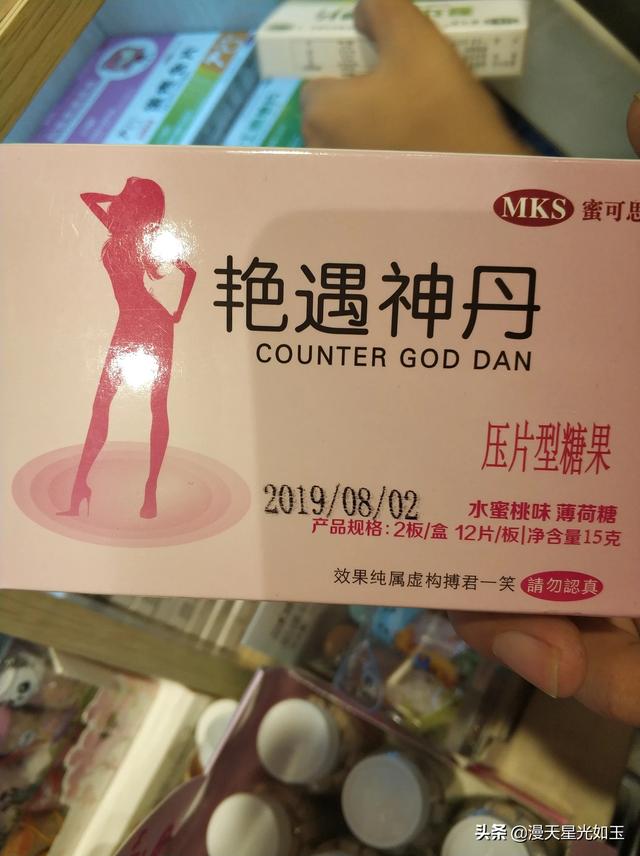 MKS 蜜可思
艳遇神丹
COUNTER GOD DAN
压片型糖果
2019/08/02
水蜜桃味 薄荷糖
产品规格：2板/盒 12片/板|净含量15克
效果纯属虚构搏君一笑 請勿認真
头条 @漫天星光如玉